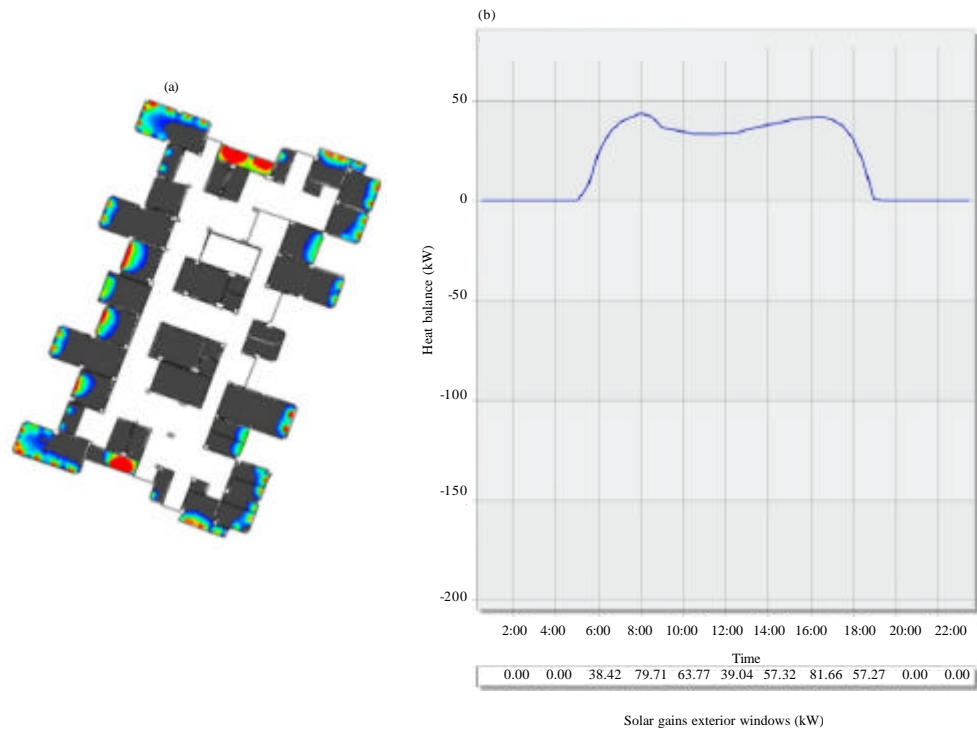 (a)
(b)
Heat balance (kW)
50
0
-50
-100
-150
-200
2:00 4:00 6:00 8:00 10:00 12:00 14:00 16:00 18:00 20:00 22:00
Time
0.00 0.00 38.42 79.71 63.77 39.04 57.32 81.66 57.27 0.00 0.00
Solar gains exterior windows (kW)